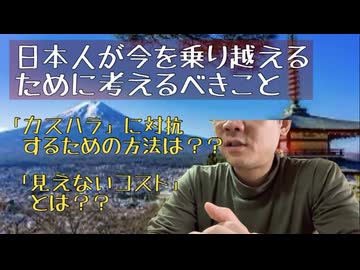 日本人が今を乗り越える
ために考えるべきこと
「カスハラ」に対抗
するための方法は？？
「見えないコスト」
とは？？